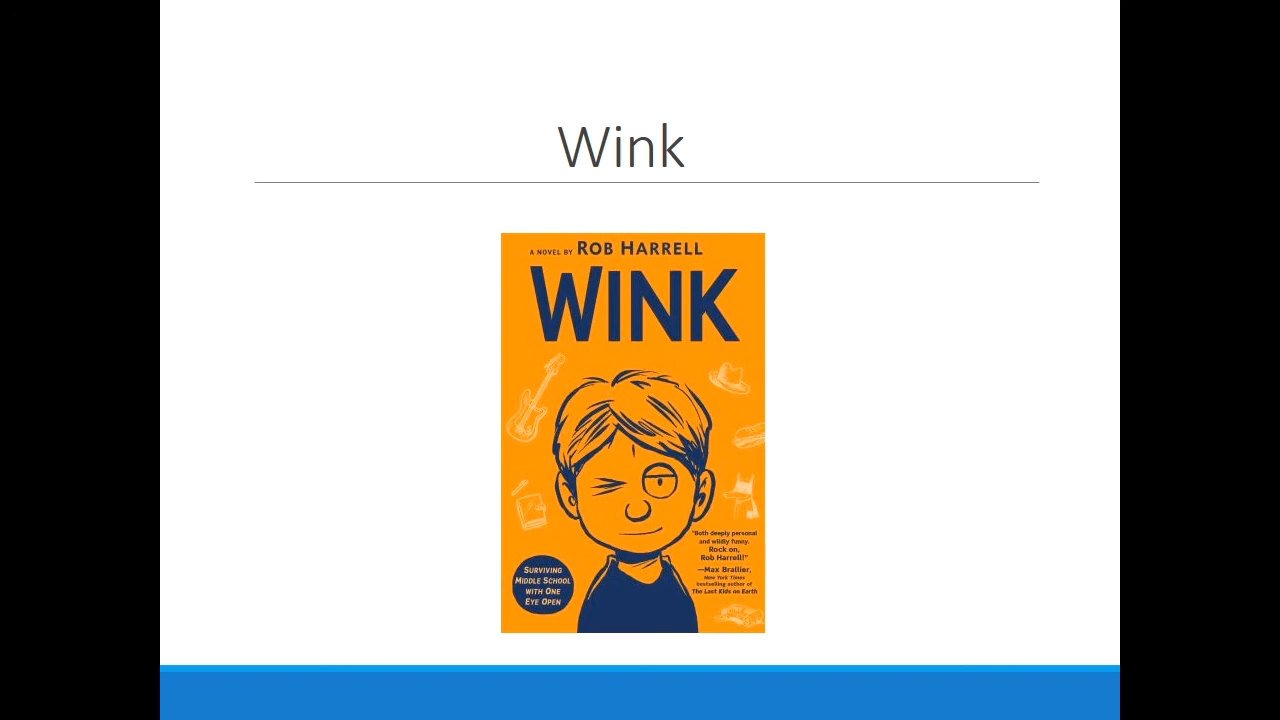 Wink
A NOVEL BY ROB HARRELL
WINK
"Both deeply personal
and wildly funny.
Rock on,
Rob Harrell!"
—Max Brallier,
New York Times
bestselling author of
The Last Kids on Earth
SURVIVING
MIDDLE SCHOOL
WITH ONE
EYE OPEN